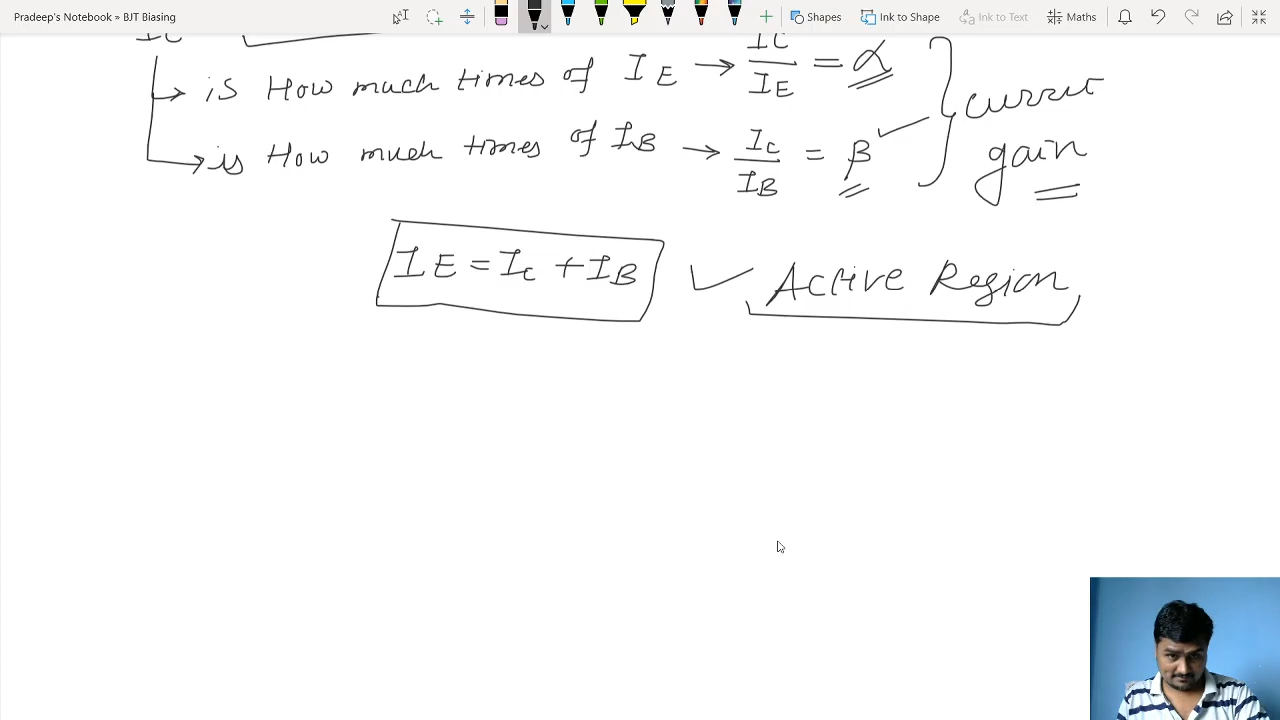 Pradeep's Notebook » BJT Biasing
Shapes
Ink to Shape
Ink to Text
Maths
IC
is How much times of IE → IC/IE = α
is How much times of IB → IC/IB = β
current
gain
IE = IC + IB
Active Region